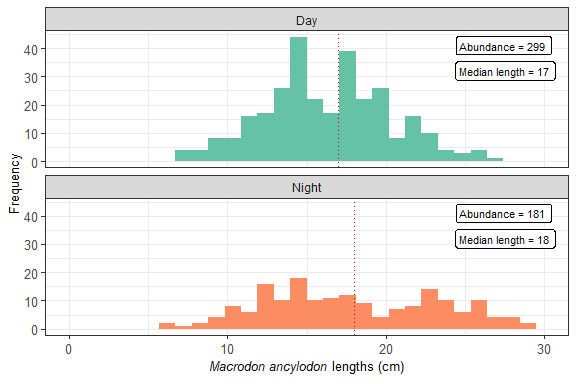 Day
Abundance = 299
Median length = 17
40
30
20
10
0
Frequency
Night
Abundance = 181
Median length = 18
40
30
20
10
0
0 10 20 30
Macrodon ancylodon lengths (cm)